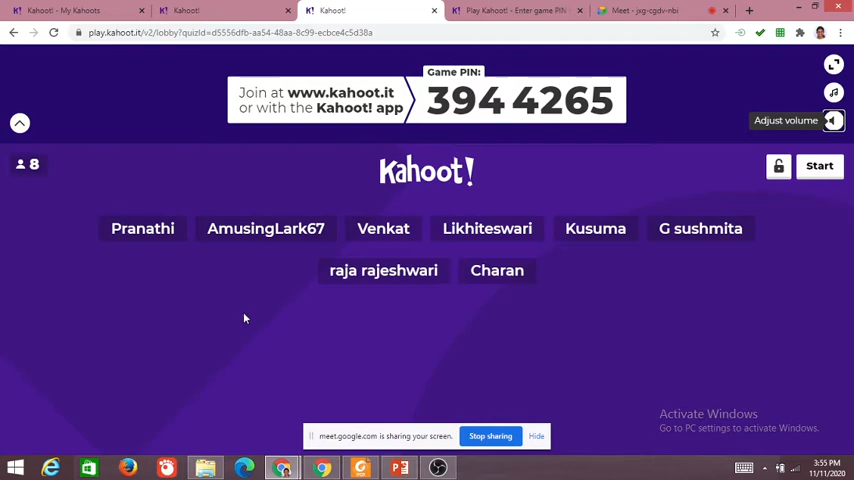 Kahoot! - My Kahoots
Kahoot!
Kahoot!
Play Kahoot! - Enter game PIN
Meet - jxg-cgdv-nbi
play.kahoot.it/v2/lobby?quizId=d5556dfb-aa54-48aa-8c99-ecbce4c5d38a
Game PIN:
Join at www.kahoot.it
or with the Kahoot! app
394 4265
Adjust volume
8
Kahoot!
Start
Pranathi
AmusingLark67
Venkat
Likhiteswari
Kusuma
G sushmita
raja rajeshwari
Charan
Activate Windows
Go to PC settings to activate Windows.
meet.google.com is sharing your screen.
Stop sharing
Hide
3:55 PM
11/11/2020